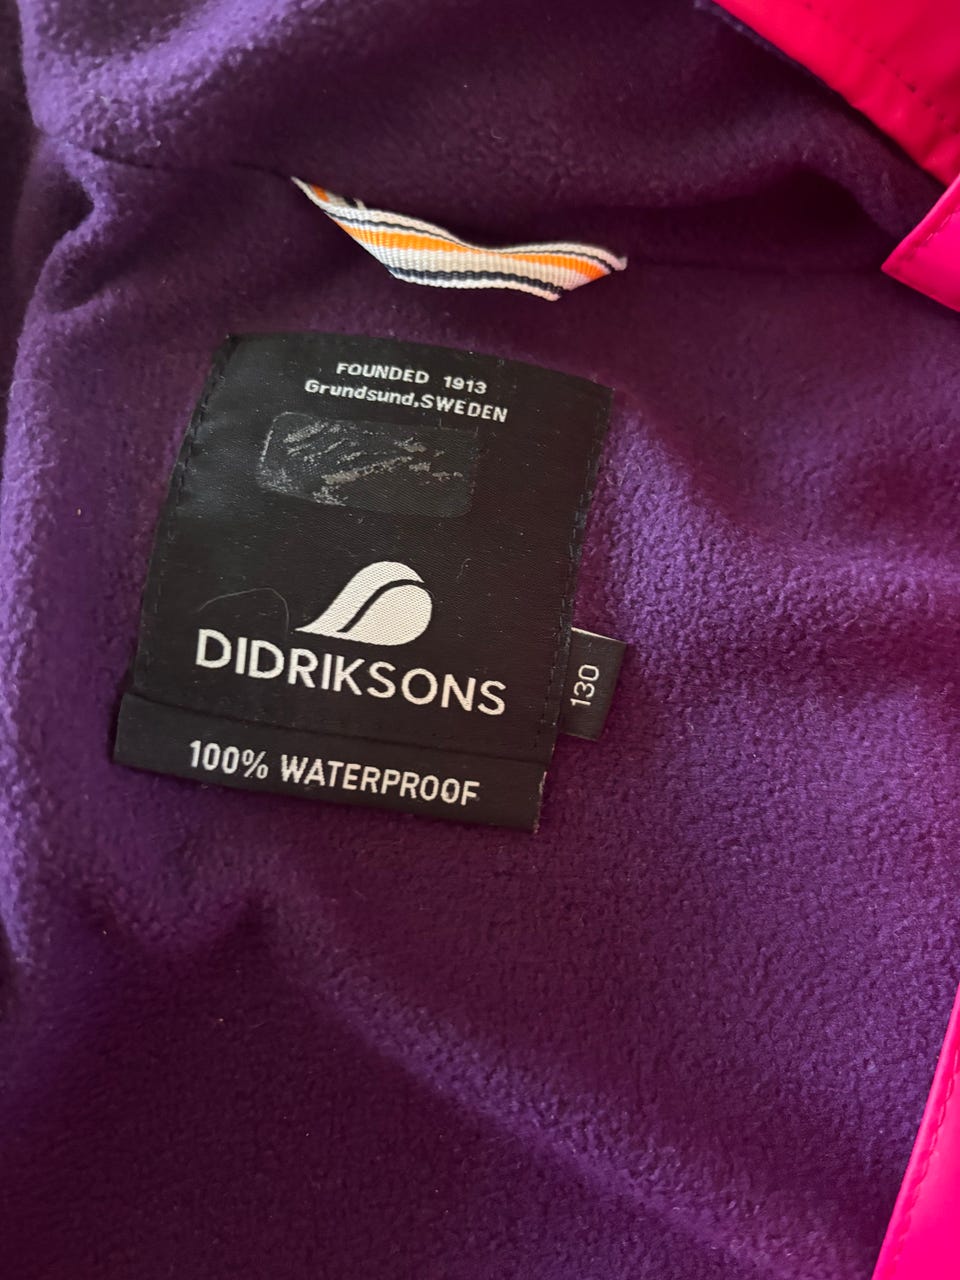 FOUNDED 1913
Grundsund,SWEDEN
DIDRIKSONS
130
100% WATERPROOF